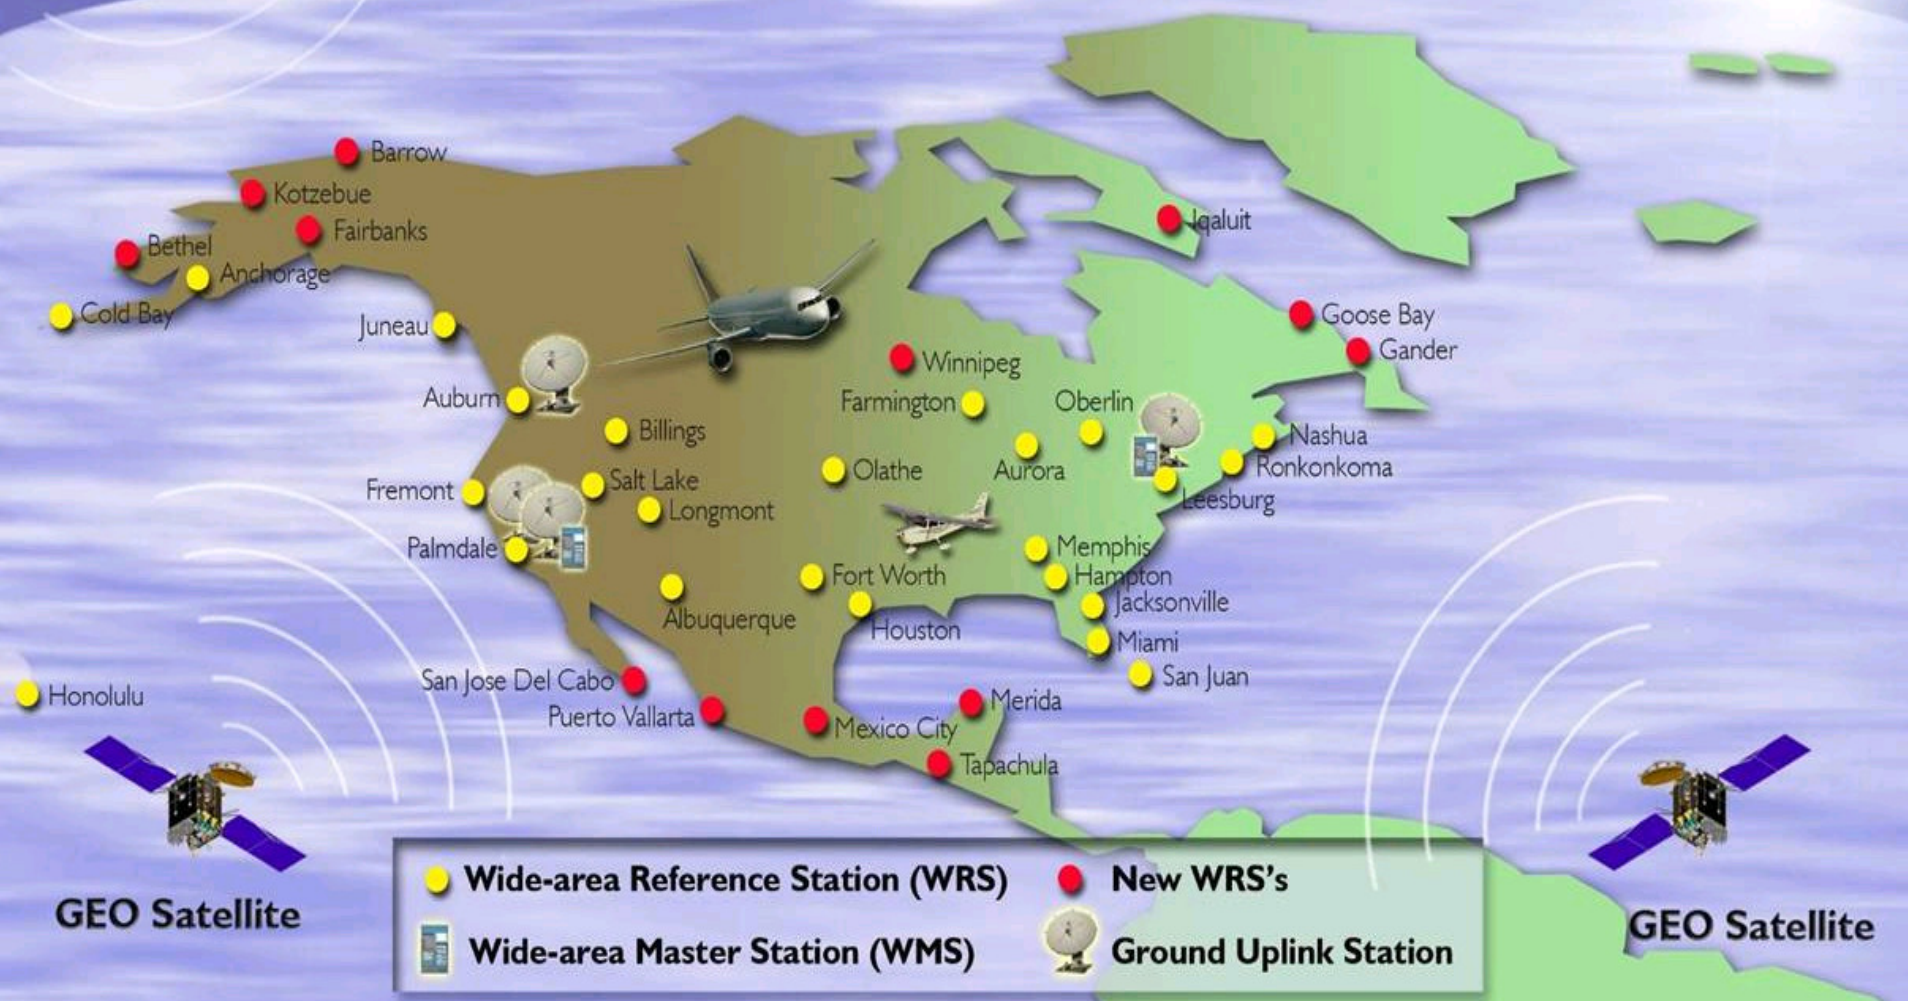 Barrow
Kotzebue
Iqaluit
Fairbanks
Bethel
Anchorage
Cold Bay
Goose Bay
Juneau
Gander
Winnipeg
Auburn
Farmington
Oberlin
Billings
Nashua
Ronkonkoma
Olathe
Aurora
Salt Lake
Fremont
Leesburg
Longmont
Palmdale
Memphis
Fort Worth
Hampton
Jacksonville
Albuquerque
Houston
Miami
San Juan
San Jose Del Cabo
Honolulu
Merida
Puerto Vallarta
Mexico City
Tapachula
Wide-area Reference Station (WRS)
New WRS's
GEO Satellite
GEO Satellite
Wide-area Master Station (WMS)
Ground Uplink Station